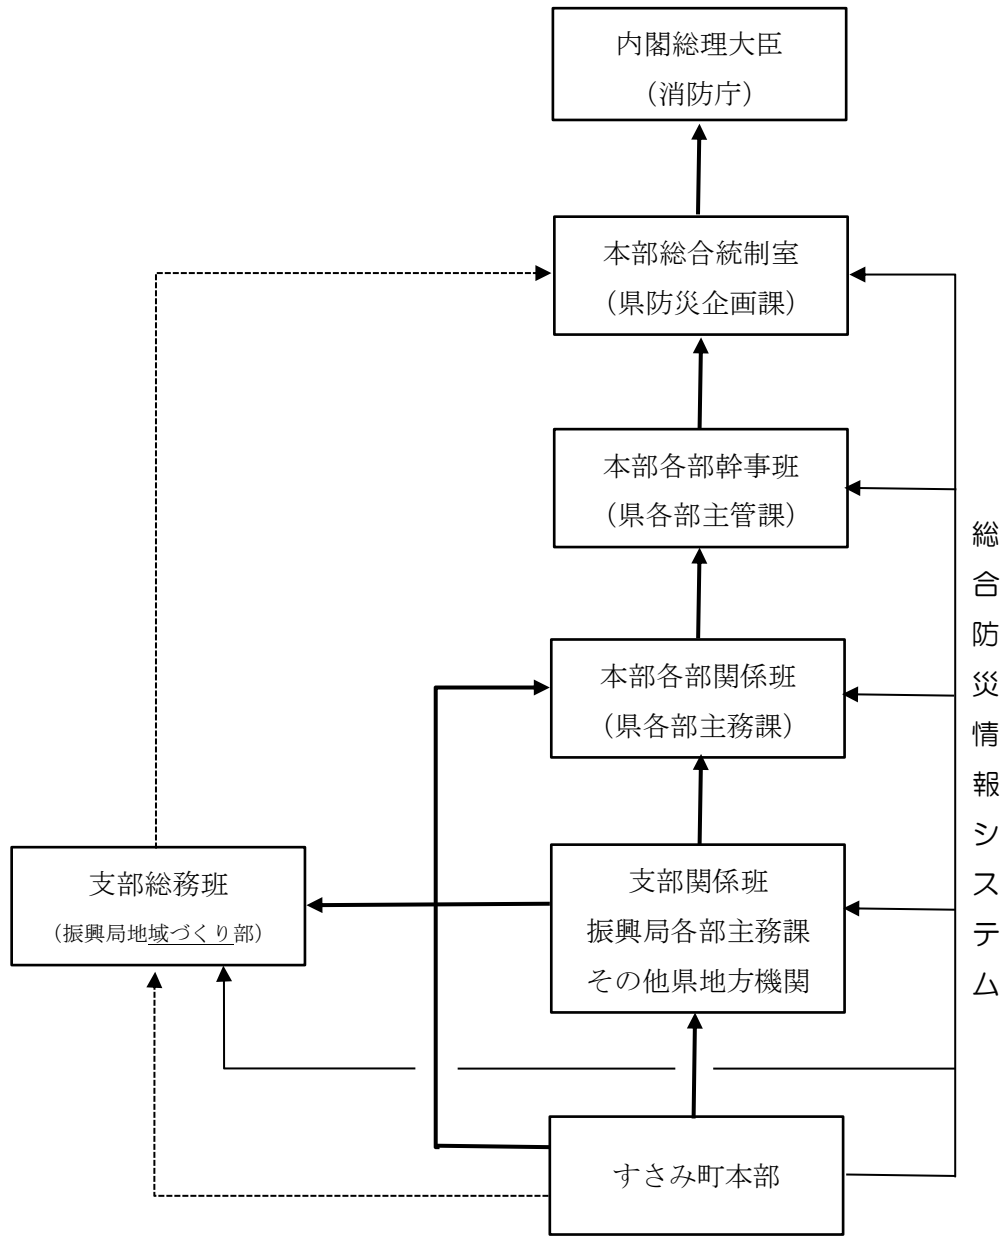 内閣総理大臣
（消防庁）
本部総合統制室
（県防災企画課）
本部各部幹事班
（県各部主管課）
本部各部関係班
（県各部主務課）
支部総務班
（振興局地域づくり部）
支部関係班
振興局各部主務課
その他県地方機関
すさみ町本部
総合防災情報システム